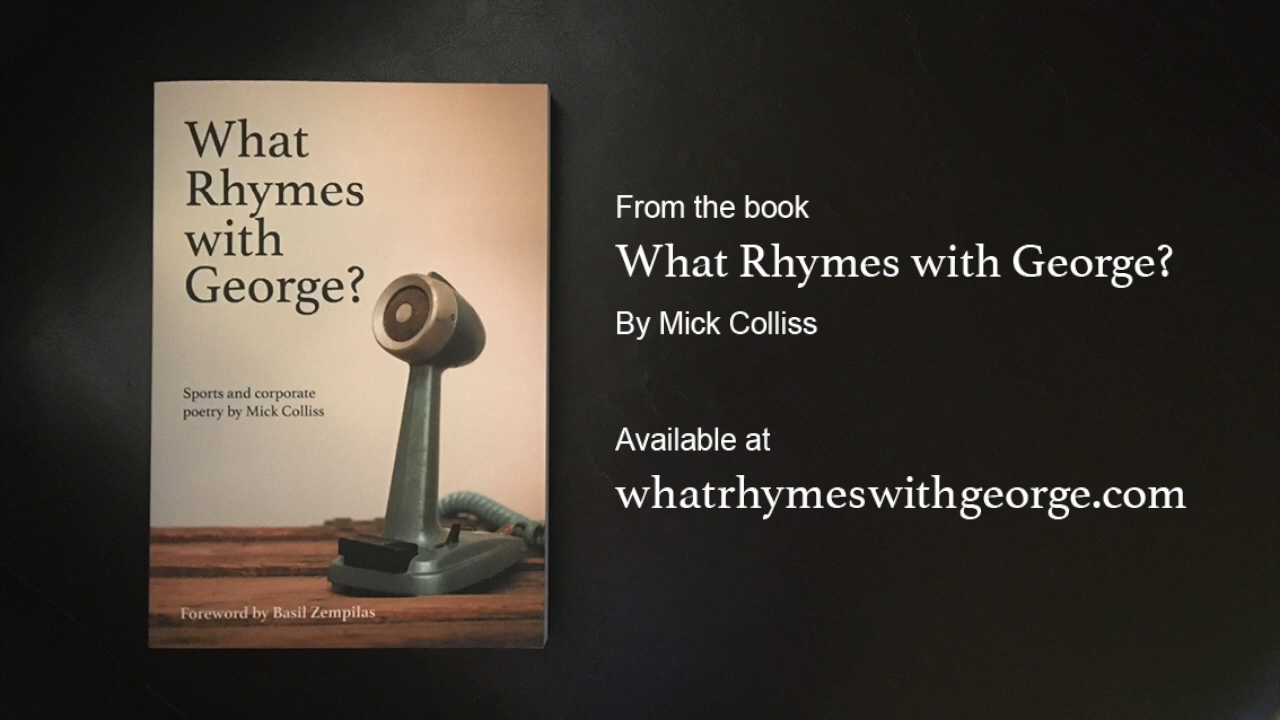 What
Rhymes
with
George?
Sports and corporate
poetry by Mick Colliss
Foreword by Basil Zempilas
From the book
What Rhymes with George?
By Mick Colliss
Available at
whatrhymeswithgeorge.com